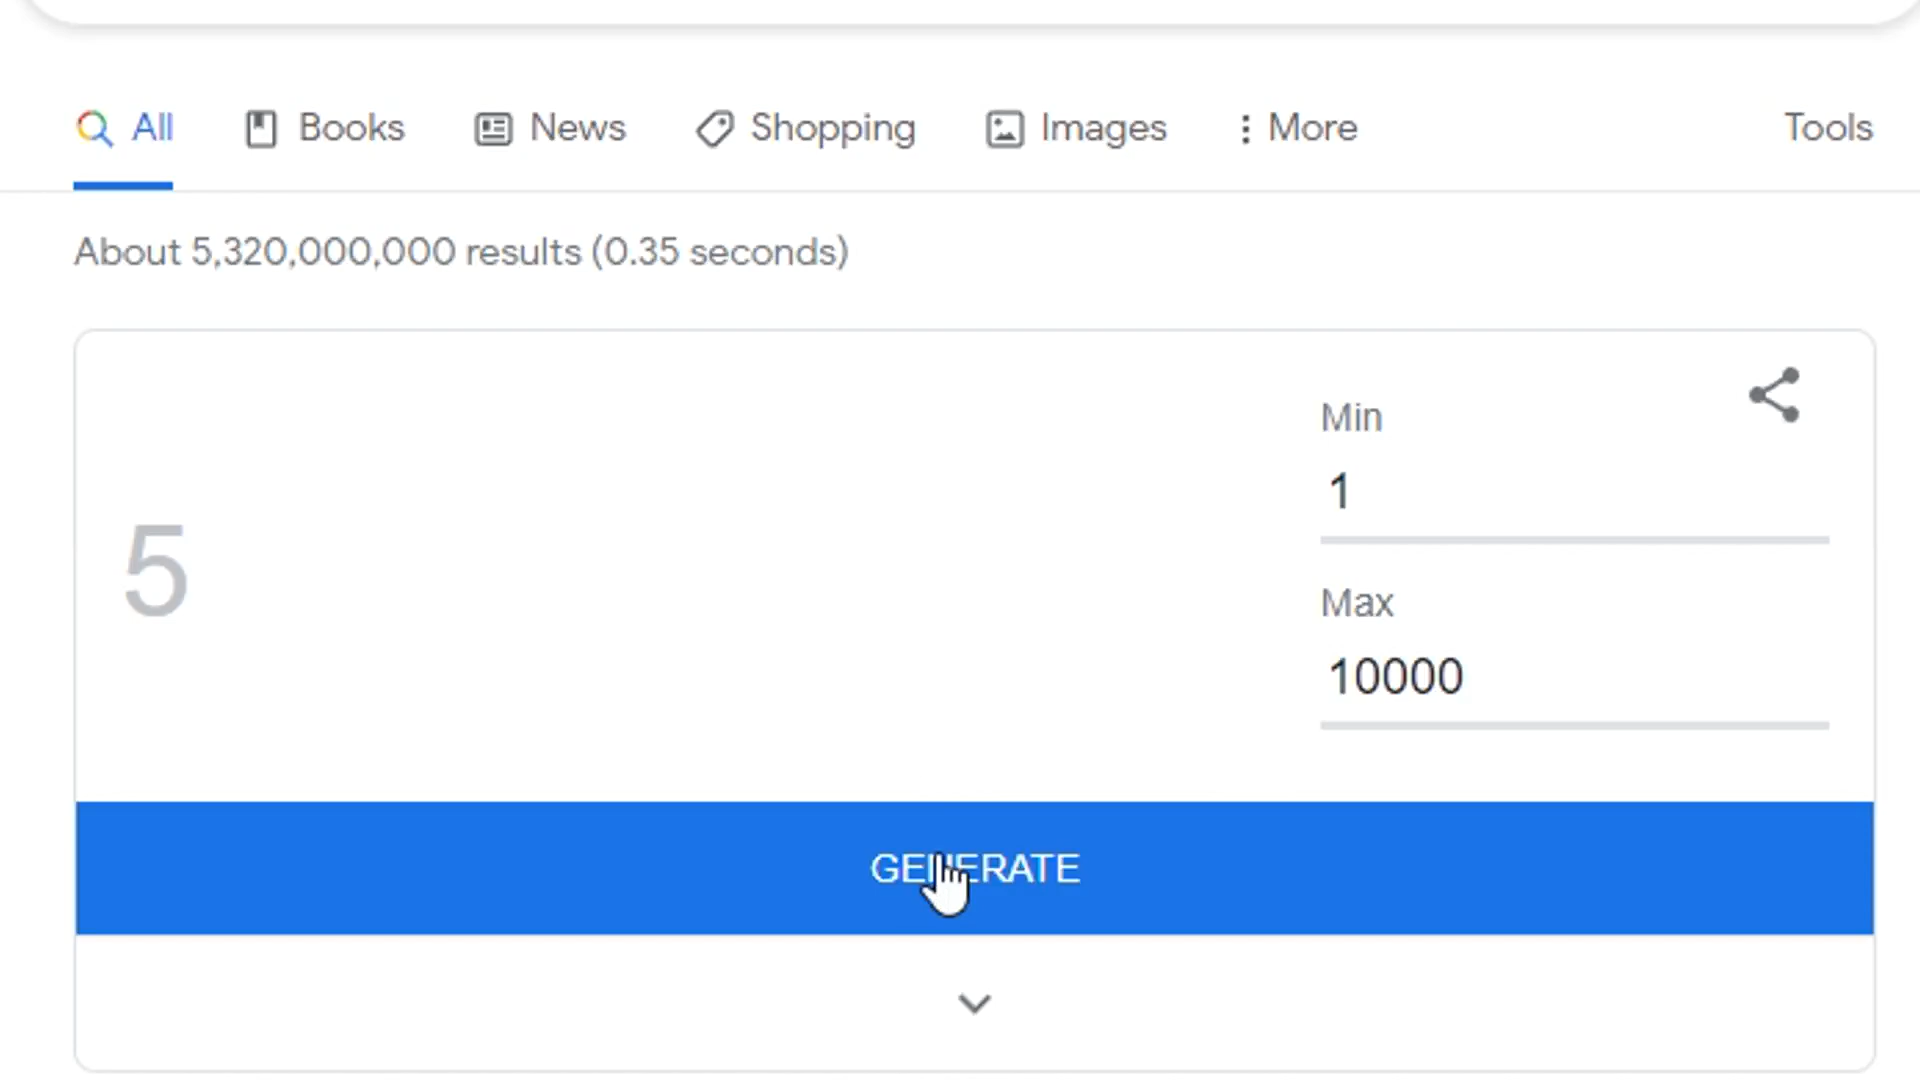 All Books News Shopping Images More Tools
About 5,320,000,000 results (0.35 seconds)
Min
1
5
Max
10000
GENERATE